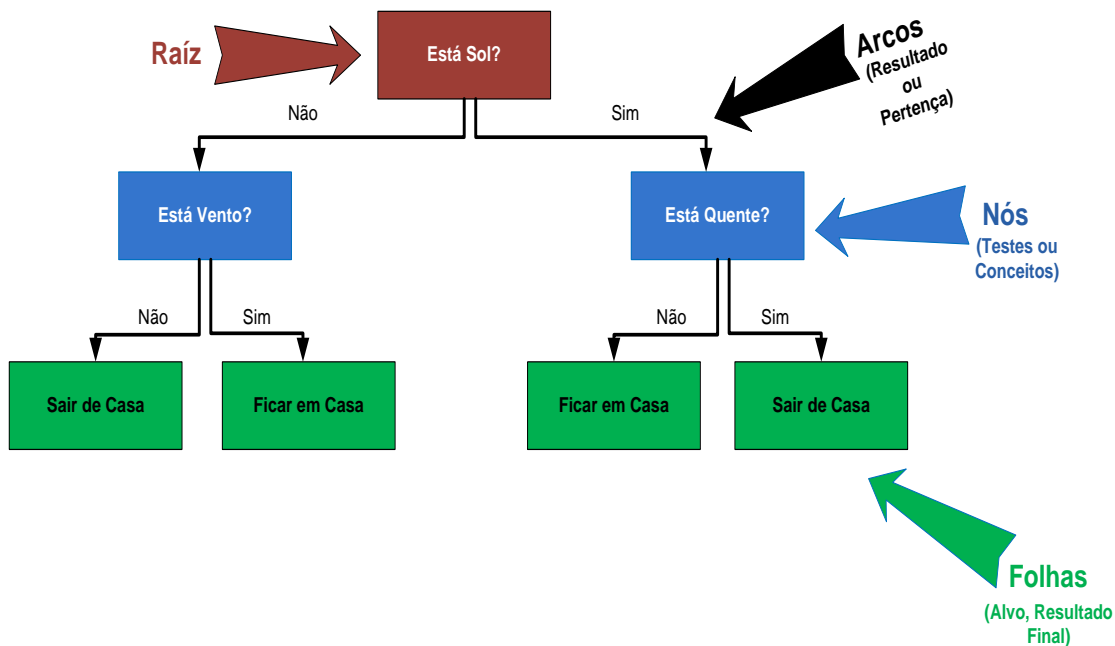 Raíz
Está Sol?
Arcos
(Resultado
ou
Pertença)
Não
Sim
Está Vento?
Está Quente?
Nós
(Testes ou
Conceitos)
Não
Sim
Não
Sim
Sair de Casa
Ficar em Casa
Ficar em Casa
Sair de Casa
Folhas
(Alvo, Resultado
Final)